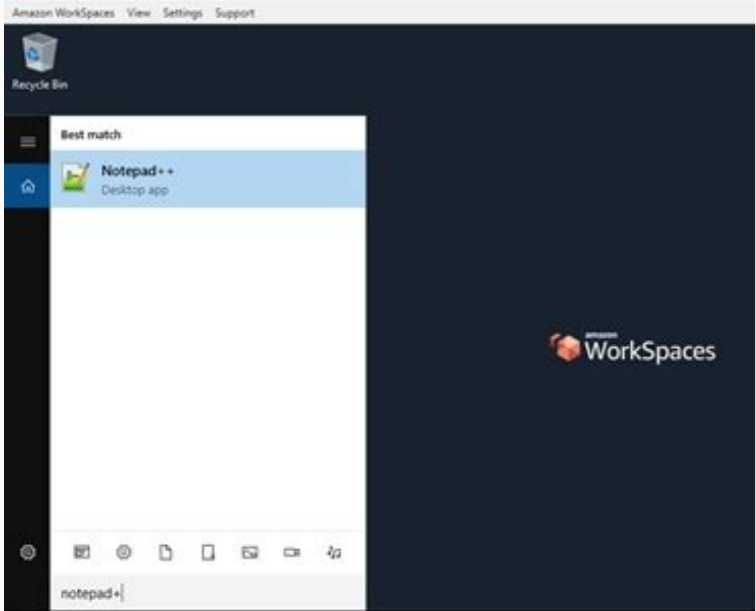 Amazon WorkSpaces View Settings Support
Recycle Bin
Best match
Notepad++
Desktop app
amazon
WorkSpaces
notepad+